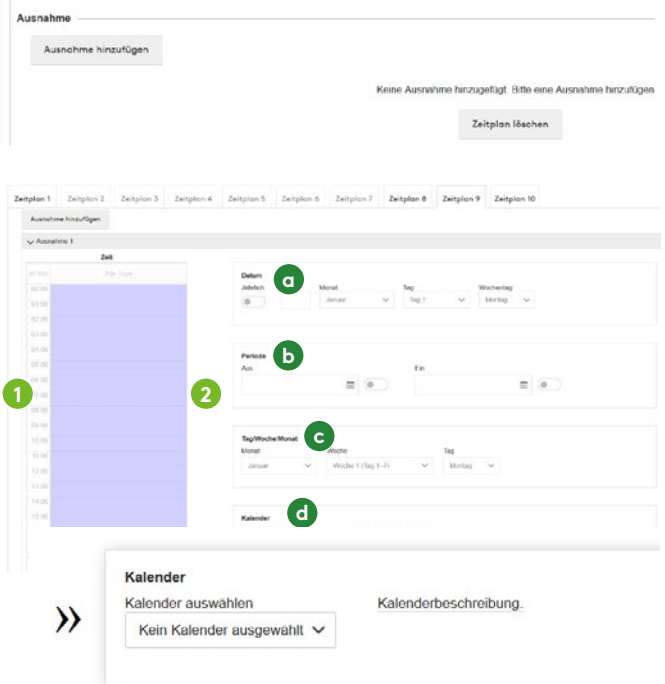 Ausnahme
Ausnahme hinzufügen
Keine Ausnahme hinzugefügt. Bitte eine Ausnahme hinzufügen
Zeitplan löschen
Zeitplan 1 Zeitplan 2 Zeitplan 3 Zeitplan 4 Zeitplan 5 Zeitplan 6 Zeitplan 7 Zeitplan 8 Zeitplan 9 Zeitplan 10
Ausnahme hinzufügen
Ausnahme 1
Zeit
Alle Tage
00:00
01:00
02:00
03:00
04:00
05:00
06:00
07:00
08:00
09:00
10:00
11:00
12:00
13:00
14:00
15:00
1
2
Datum a
Jährlich Monat Tag Wochentag
Januar Tag 1 Montag
Periode b
Aus Ein
Tag/Woche/Monat c
Monat Woche Tag
Januar Woche 1 (Tag 1-7) Montag
Kalender d
»
Kalender
Kalender auswählen Kalenderbeschreibung.
Kein Kalender ausgewählt